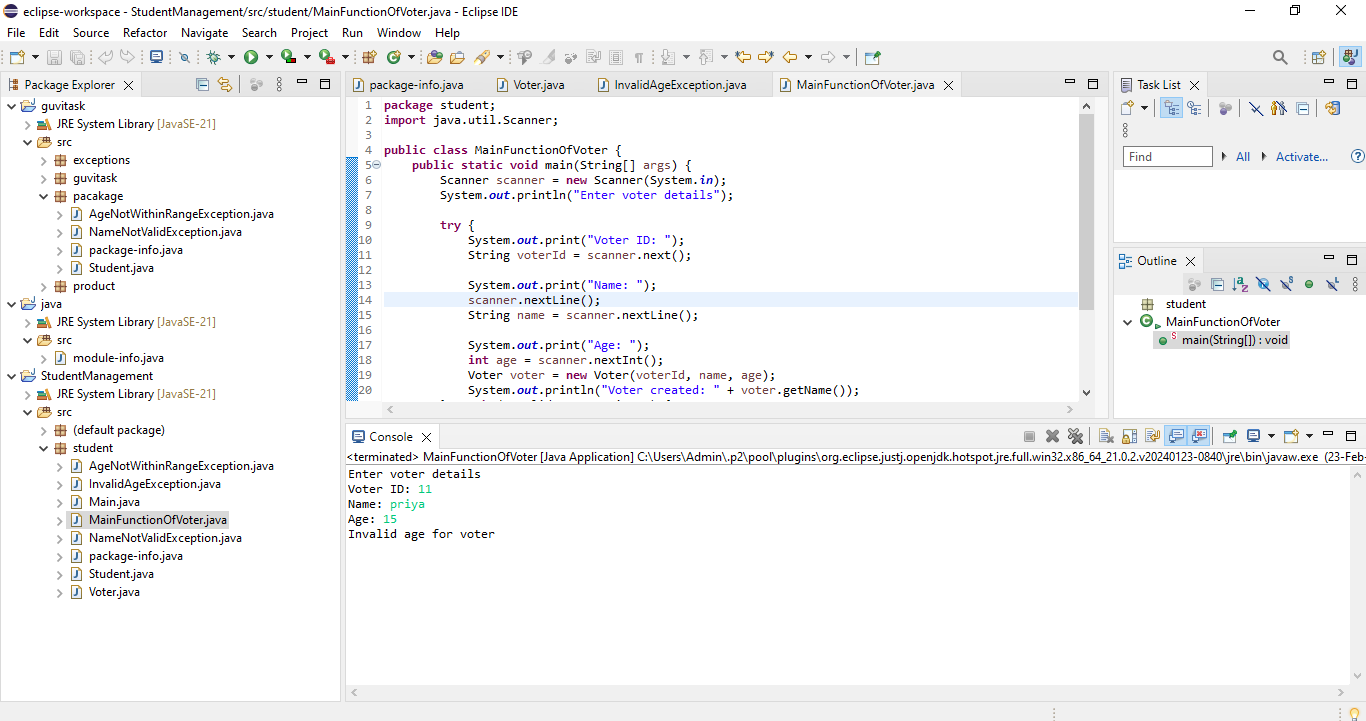 eclipse-workspace - StudentManagement/src/student/MainFunctionOfVoter.java - Eclipse IDE
File Edit Source Refactor Navigate Search Project Run Window Help
Package Explorer
guvitask
JRE System Library [JavaSE-21]
src
exceptions
guvitask
pacakage
AgeNotWithinRangeException.java
NameNotValidException.java
package-info.java
Student.java
product
java
JRE System Library [JavaSE-21]
src
module-info.java
StudentManagement
JRE System Library [JavaSE-21]
src
(default package)
student
AgeNotWithinRangeException.java
InvalidAgeException.java
Main.java
MainFunctionOfVoter.java
NameNotValidException.java
package-info.java
Student.java
Voter.java
package-info.java Voter.java InvalidAgeException.java MainFunctionOfVoter.java
1 package student;
2 import java.util.Scanner;
3
4 public class MainFunctionOfVoter {
5 public static void main(String[] args) {
6 Scanner scanner = new Scanner(System.in);
7 System.out.println("Enter voter details");
8
9 try {
10 System.out.print("Voter ID: ");
11 String voterId = scanner.next();
12
13 System.out.print("Name: ");
14 scanner.nextLine();
15 String name = scanner.nextLine();
16
17 System.out.print("Age: ");
18 int age = scanner.nextInt();
19 Voter voter = new Voter(voterId, name, age);
20 System.out.println("Voter created: " + voter.getName());
Console
<terminated> MainFunctionOfVoter [Java Application] C:\Users\Admin\.p2\pool\plugins\org.eclipse.justj.openjdk.hotspot.jre.full.win32.x86_64_21.0.2.v20240123-0840\jre\bin\javaw.exe (23-Feb-
Enter voter details
Voter ID: 11
Name: priya
Age: 15
Invalid age for voter
Task List
Find All Activate...
Outline
student
MainFunctionOfVoter
main(String[]) : void